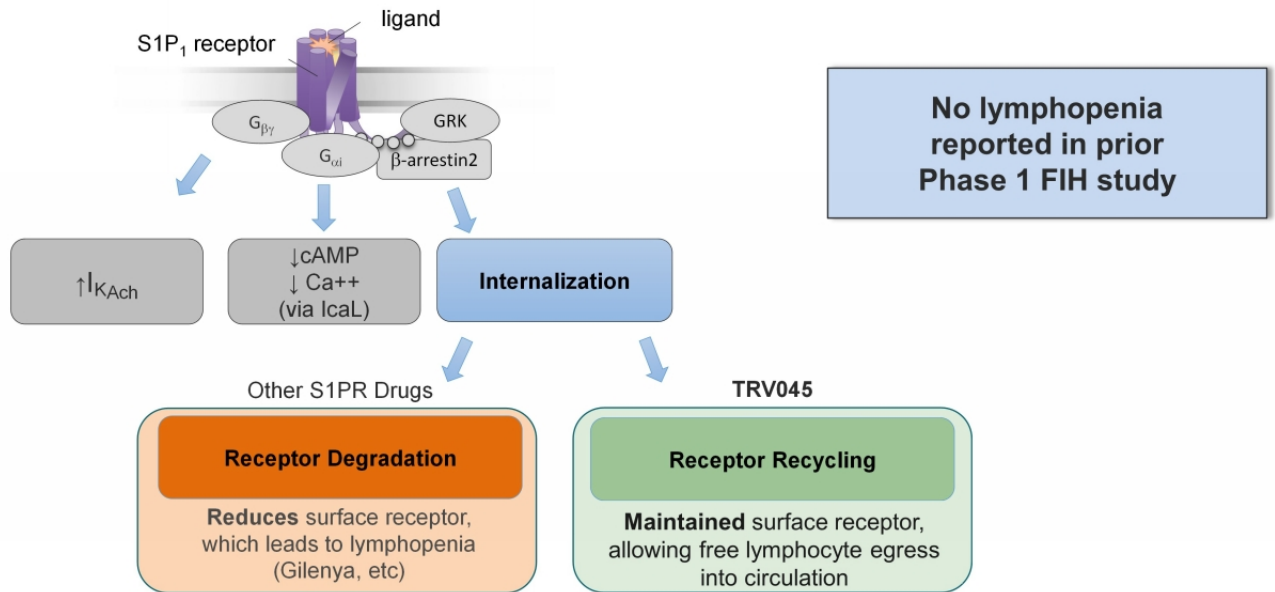 ligand
S1P₁ receptor
Gβγ
GRK
Gαi
β-arrestin2
No lymphopenia
reported in prior
Phase 1 FIH study
↑IKAch
↓cAMP
↓ Ca++
(via IcaL)
Internalization
Other S1PR Drugs
Receptor Degradation
Reduces surface receptor,
which leads to lymphopenia
(Gilenya, etc)
TRV045
Receptor Recycling
Maintained surface receptor,
allowing free lymphocyte egress
into circulation